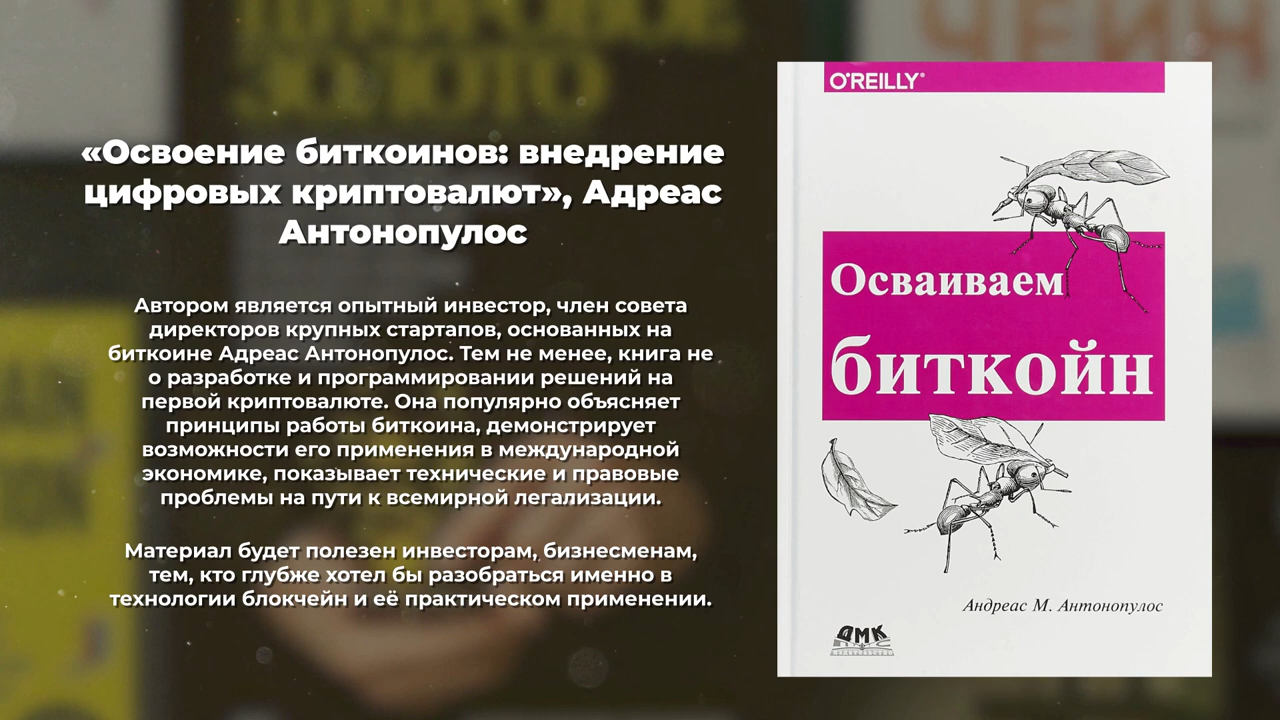 «Освоение биткоинов: внедрение
цифровых криптовалют», Адреас
Антонопулос
Автором является опытный инвестор, член совета
директоров крупных стартапов, основанных на
биткоине Адреас Антонопулос. Тем не менее, книга не
о разработке и программировании решений на
первой криптовалюте. Она популярно объясняет
принципы работы биткоина, демонстрирует
возможности его применения в международной
экономике, показывает технические и правовые
проблемы на пути к всемирной легализации.
Материал будет полезен инвесторам, бизнесменам,
тем, кто глубже хотел бы разобраться именно в
технологии блокчейн и её практическом применении.
O'REILLY®
Осваиваем
биткойн
Андреас М. Антонопулос
ДМК
ЗОЛОТО
ЧЕЙН